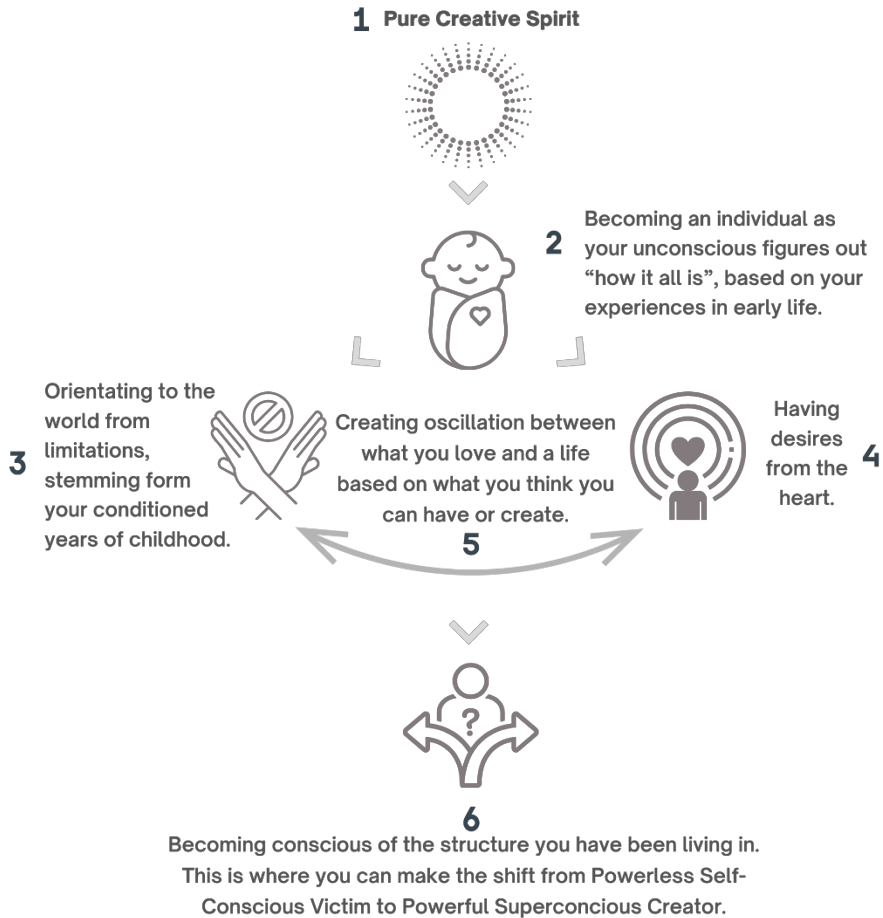 1 Pure Creative Spirit
2
Becoming an individual as
your unconscious figures out
“how it all is”, based on your
experiences in early life.
3
Orientating to the
world from
limitations,
stemming form
your conditioned
years of childhood.
Creating oscillation between
what you love and a life
based on what you think you
can have or create.
5
Having
desires
from the
heart.
4
?
6
Becoming conscious of the structure you have been living in.
This is where you can make the shift from Powerless Self-
Conscious Victim to Powerful Superconcious Creator.